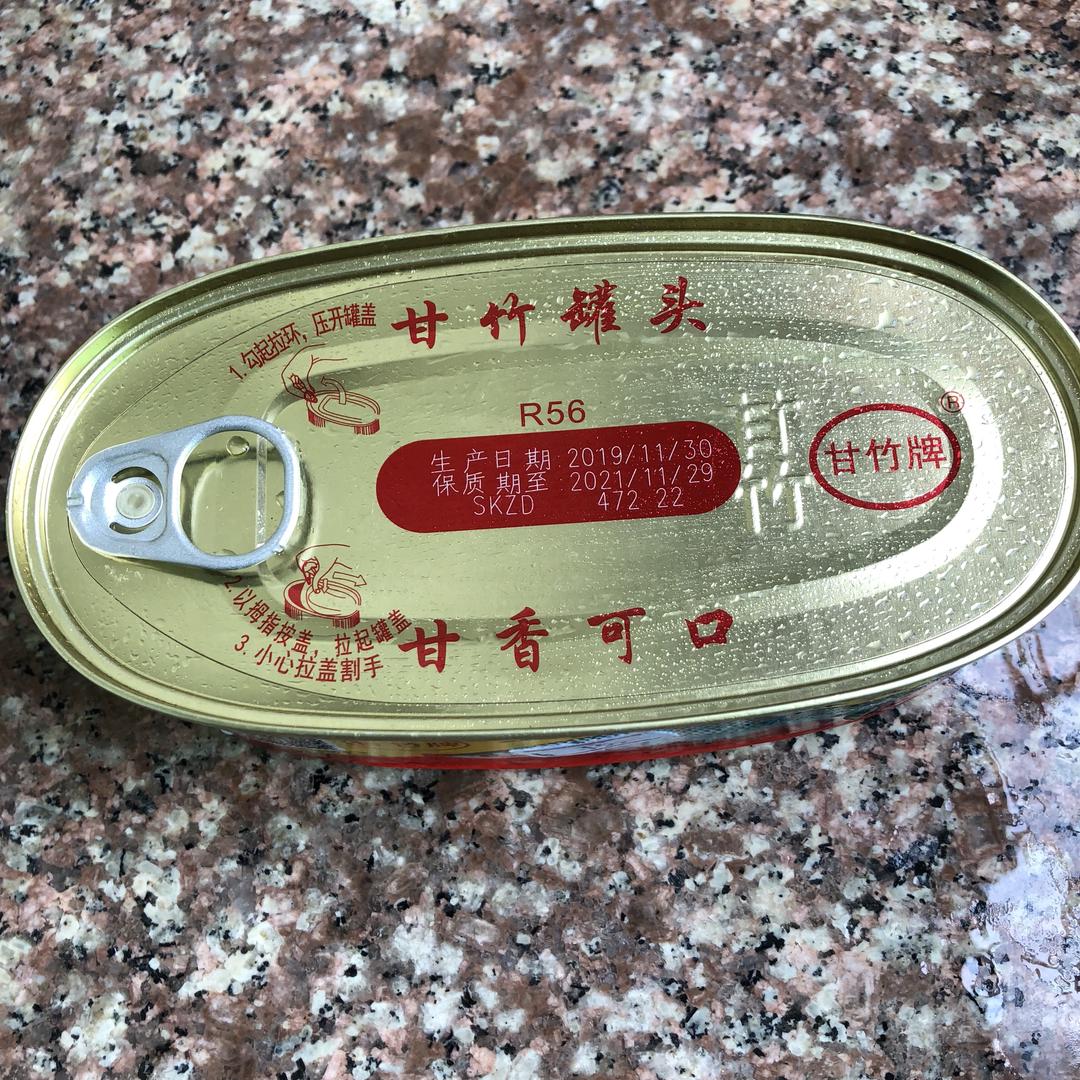 甘竹罐头
1. 勾起拉环，压开罐盖
R56
生产日期 2019/11/30
保质期至 2021/11/29
SKZD 472 22
甘竹
甘竹牌®
2. 以拇指按盖，拉起罐盖
3. 小心拉盖割手
甘香可口